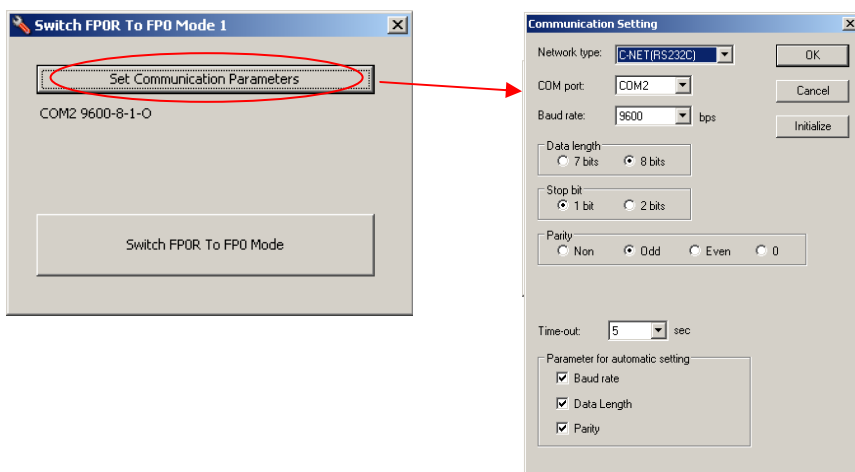 Switch FP0R To FP0 Mode 1
Set Communication Parameters
COM2 9600-8-1-O
Switch FP0R To FP0 Mode
Communication Setting
Network type: C-NET(RS232C)
OK
COM port: COM2
Cancel
Baud rate: 9600 bps
Initialize
Data length
7 bits 8 bits
Stop bit
1 bit 2 bits
Parity
Non Odd Even 0
Time-out: 5 sec
Parameter for automatic setting
Baud rate
Data Length
Parity